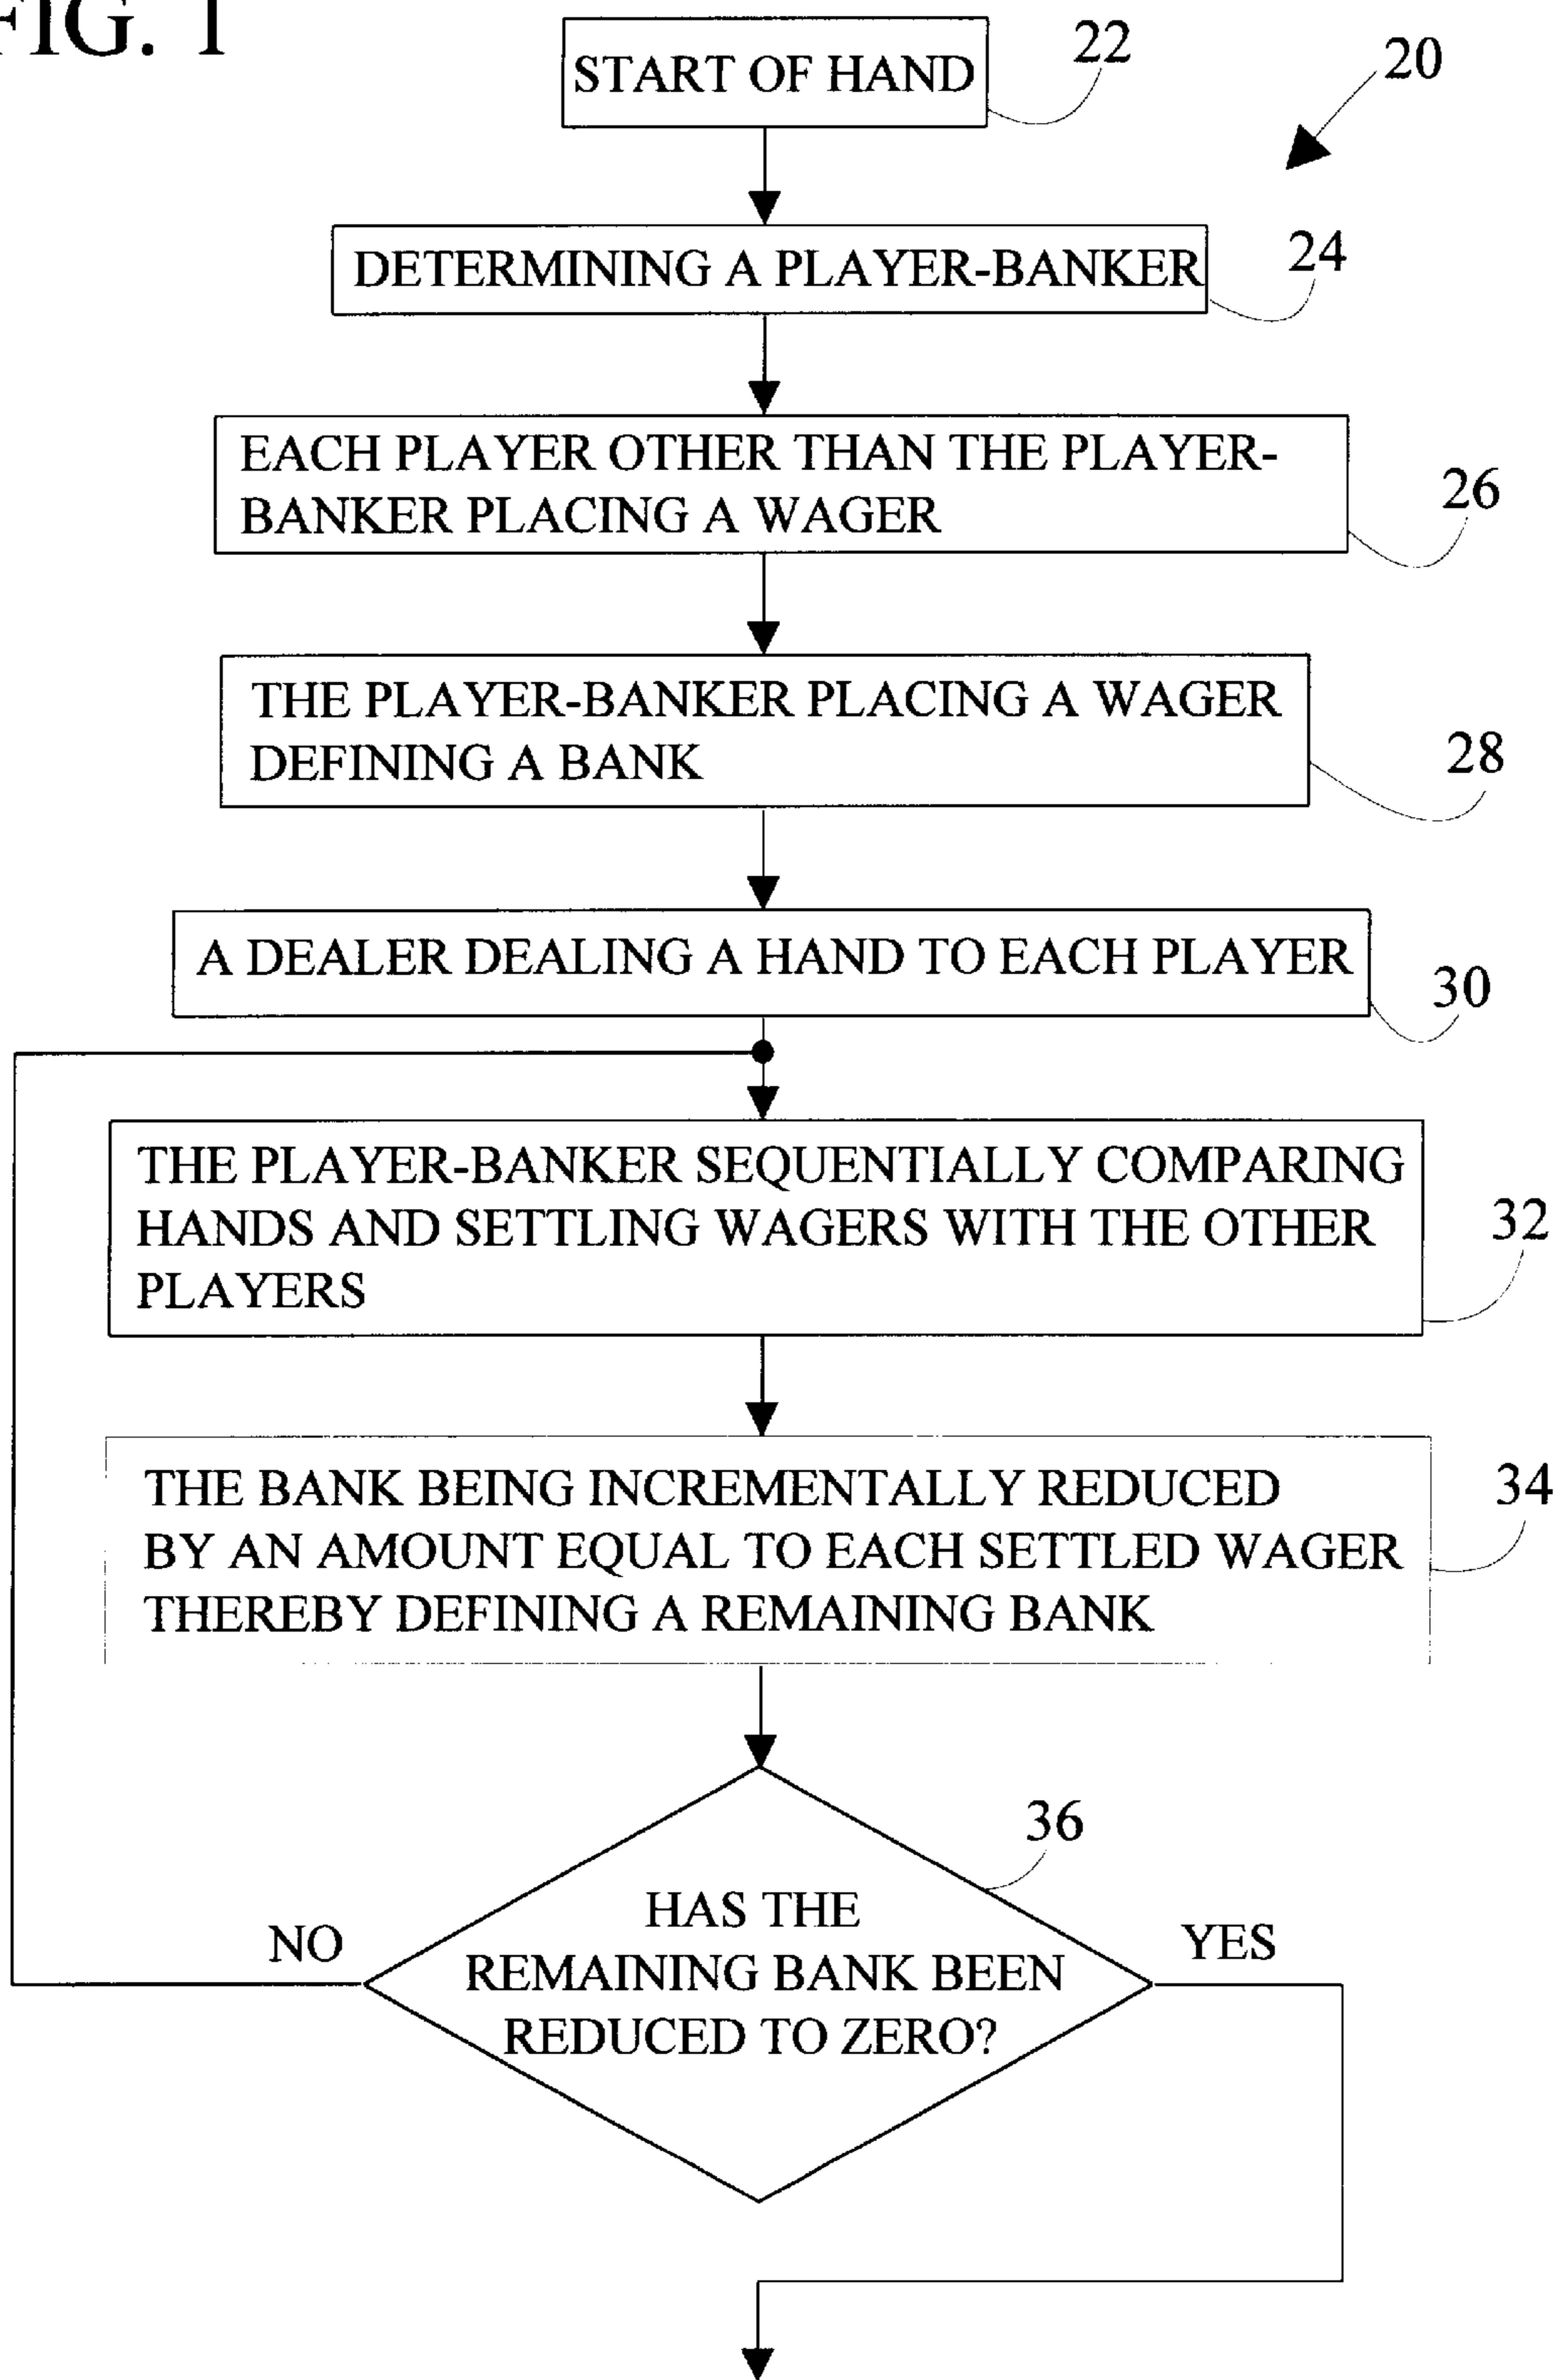 FIG. 1
START OF HAND
22
20
DETERMINING A PLAYER-BANKER
24
EACH PLAYER OTHER THAN THE PLAYER-
BANKER PLACING A WAGER
26
THE PLAYER-BANKER PLACING A WAGER
DEFINING A BANK
28
A DEALER DEALING A HAND TO EACH PLAYER
30
THE PLAYER-BANKER SEQUENTIALLY COMPARING
HANDS AND SETTLING WAGERS WITH THE OTHER
PLAYERS
32
THE BANK BEING INCREMENTALLY REDUCED
BY AN AMOUNT EQUAL TO EACH SETTLED WAGER
THEREBY DEFINING A REMAINING BANK
34
36
HAS THE
REMAINING BANK BEEN
REDUCED TO ZERO?
NO
YES